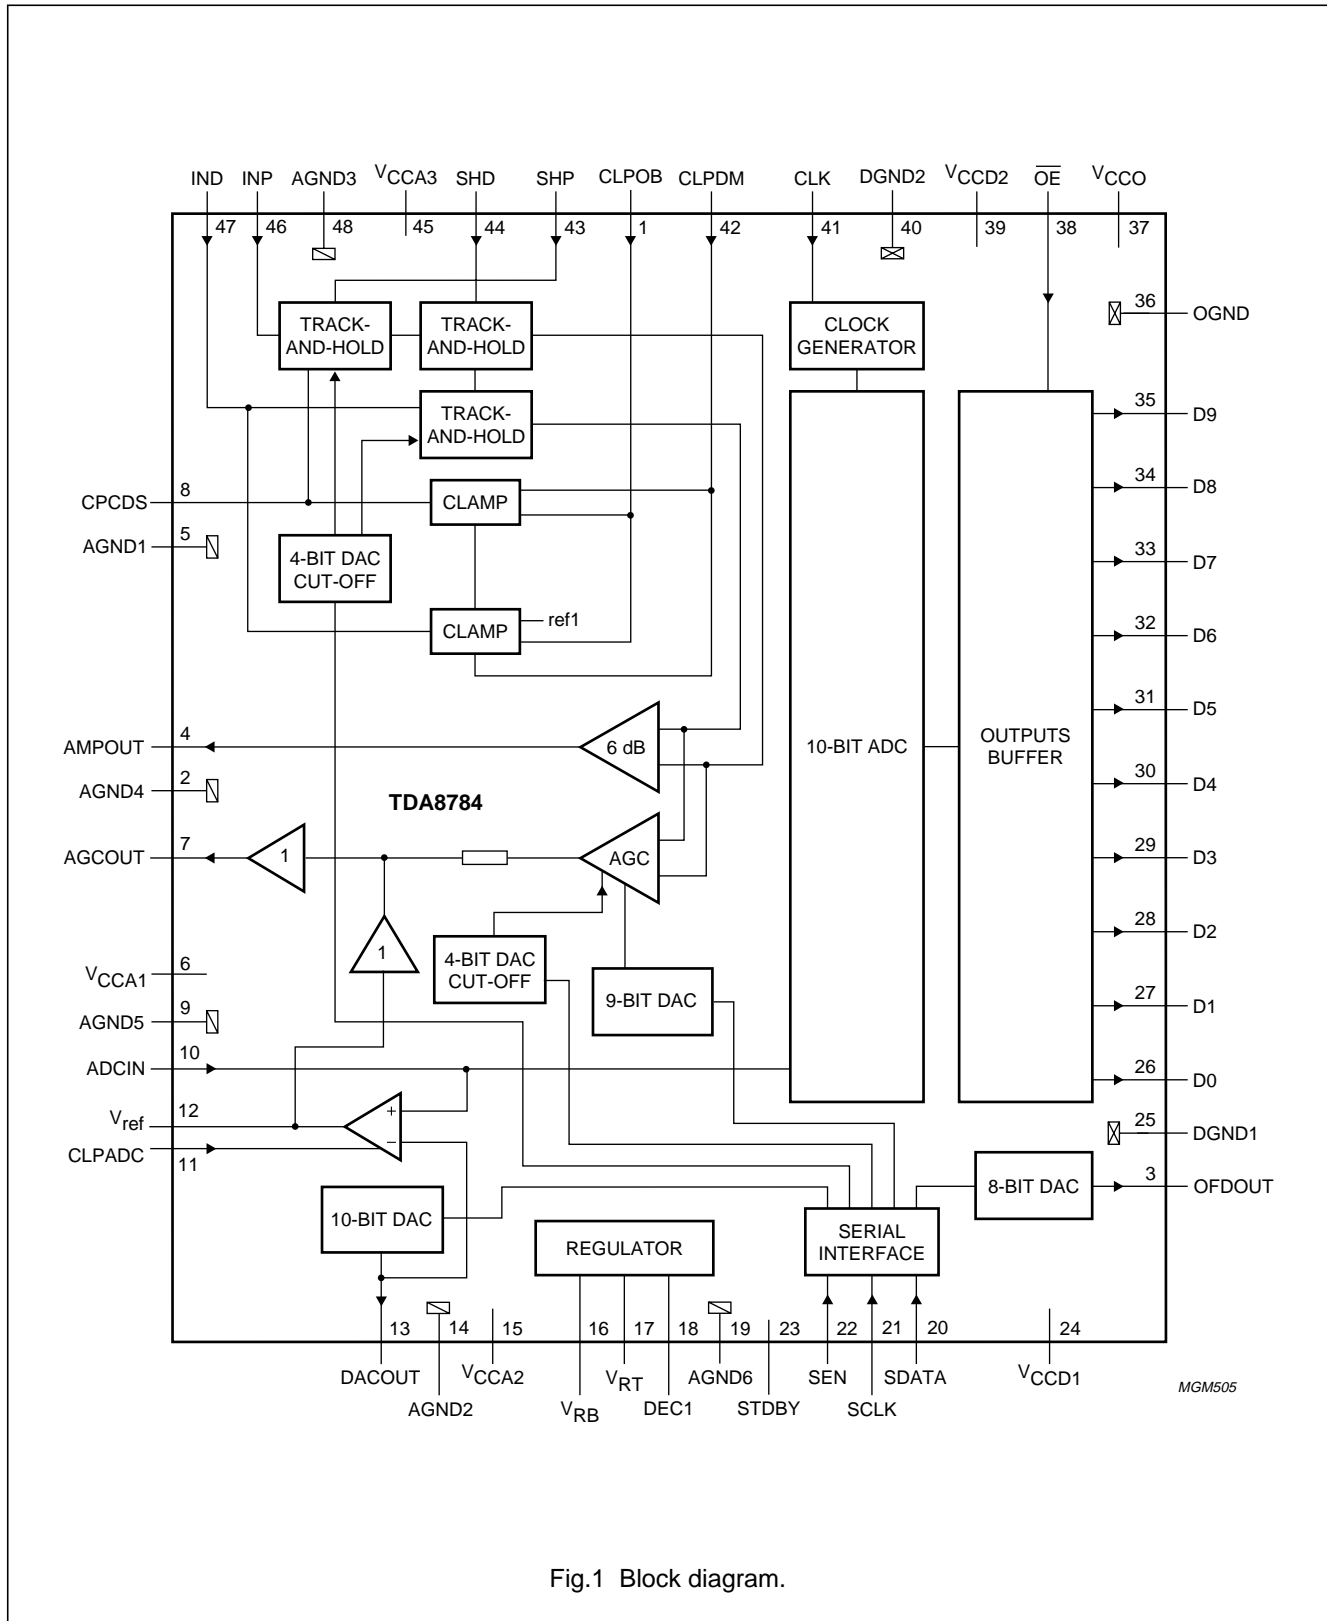 IND INP AGND3 VCCA3 SHD SHP CLPOB CLPDM CLK DGND2 VCCD2 OE VCCO
47 46 48 45 44 43 1 42 41 40 39 38 37
36 OGND
TRACK-
AND-HOLD
TRACK-
AND-HOLD
CLOCK
GENERATOR
TRACK-
AND-HOLD
35 D9
CPCDS 8
CLAMP
34 D8
AGND1 5
4-BIT DAC
CUT-OFF
33 D7
CLAMP
ref1
32 D6
31 D5
AMPOUT 4
6 dB
10-BIT ADC
OUTPUTS
BUFFER
AGND4 2
TDA8784
30 D4
AGCOUT 7
1
AGC
29 D3
28 D2
1
4-BIT DAC
CUT-OFF
VCCA1 6
9-BIT DAC
27 D1
AGND5 9
ADCIN 10
26 D0
Vref 12
+
−
25 DGND1
CLPADC
11
8-BIT DAC
3 OFDOUT
10-BIT DAC
REGULATOR
SERIAL
INTERFACE
13 14 15 16 17 18 19 23 22 21 20 24
DACOUT VCCA2 VRT AGND6 SEN SDATA VCCD1
AGND2 VRB DEC1 STDBY SCLK
MGM505
Fig.1 Block diagram.